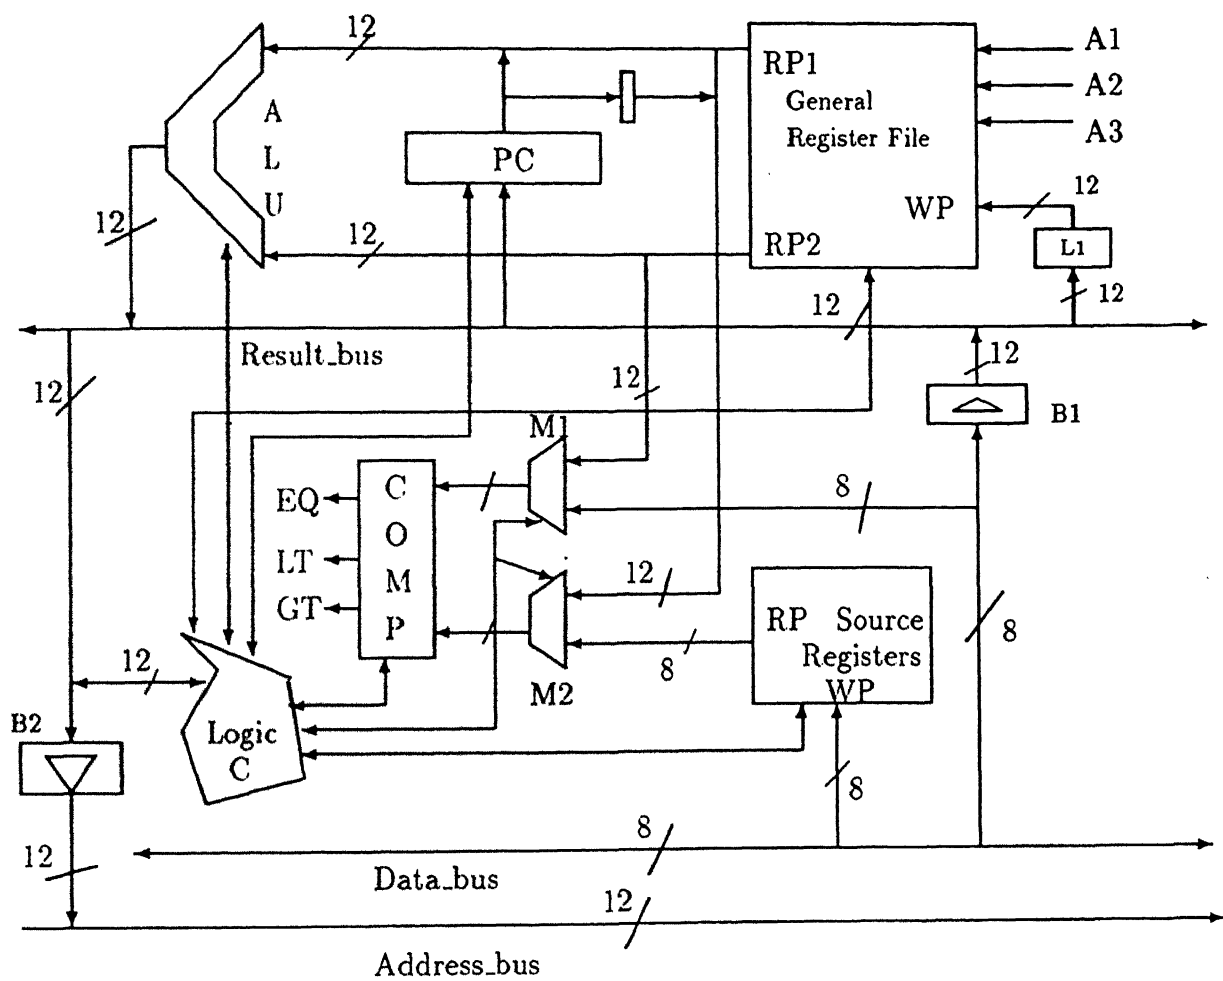 12
A1
RP1
General
A2
A
Register File
A3
L
PC
U
12
WP
12
12
RP2
L1
12
12
Result_bus
12
12
12
B1
M1
C
8
EQ
O
LT
12
M
GT
RP Source
8
P
8
Registers
12
WP
M2
B2
Logic
C
8
8
12
Data_bus
12
Address_bus